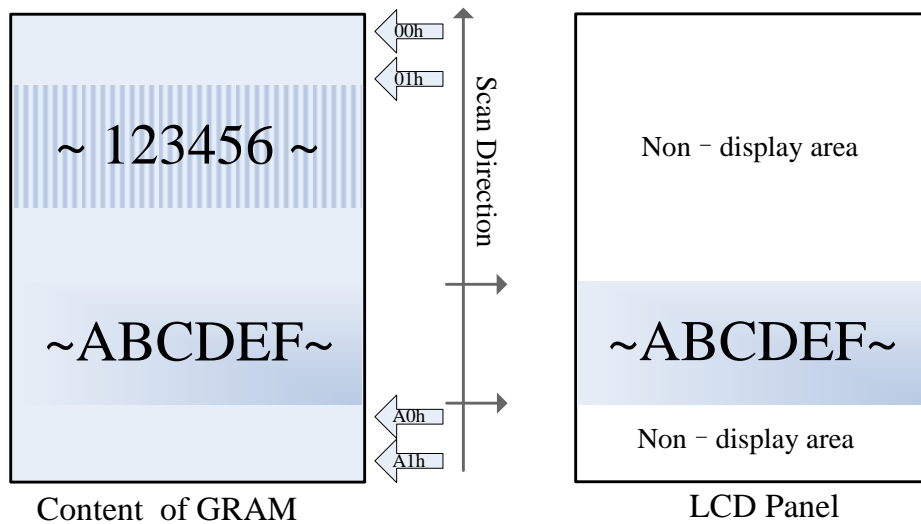 00h
01h
Scan Direction
~ 123456 ~
Non - display area
~ABCDEF~
~ABCDEF~
A0h
A1h
Non - display area
Content of GRAM
LCD Panel